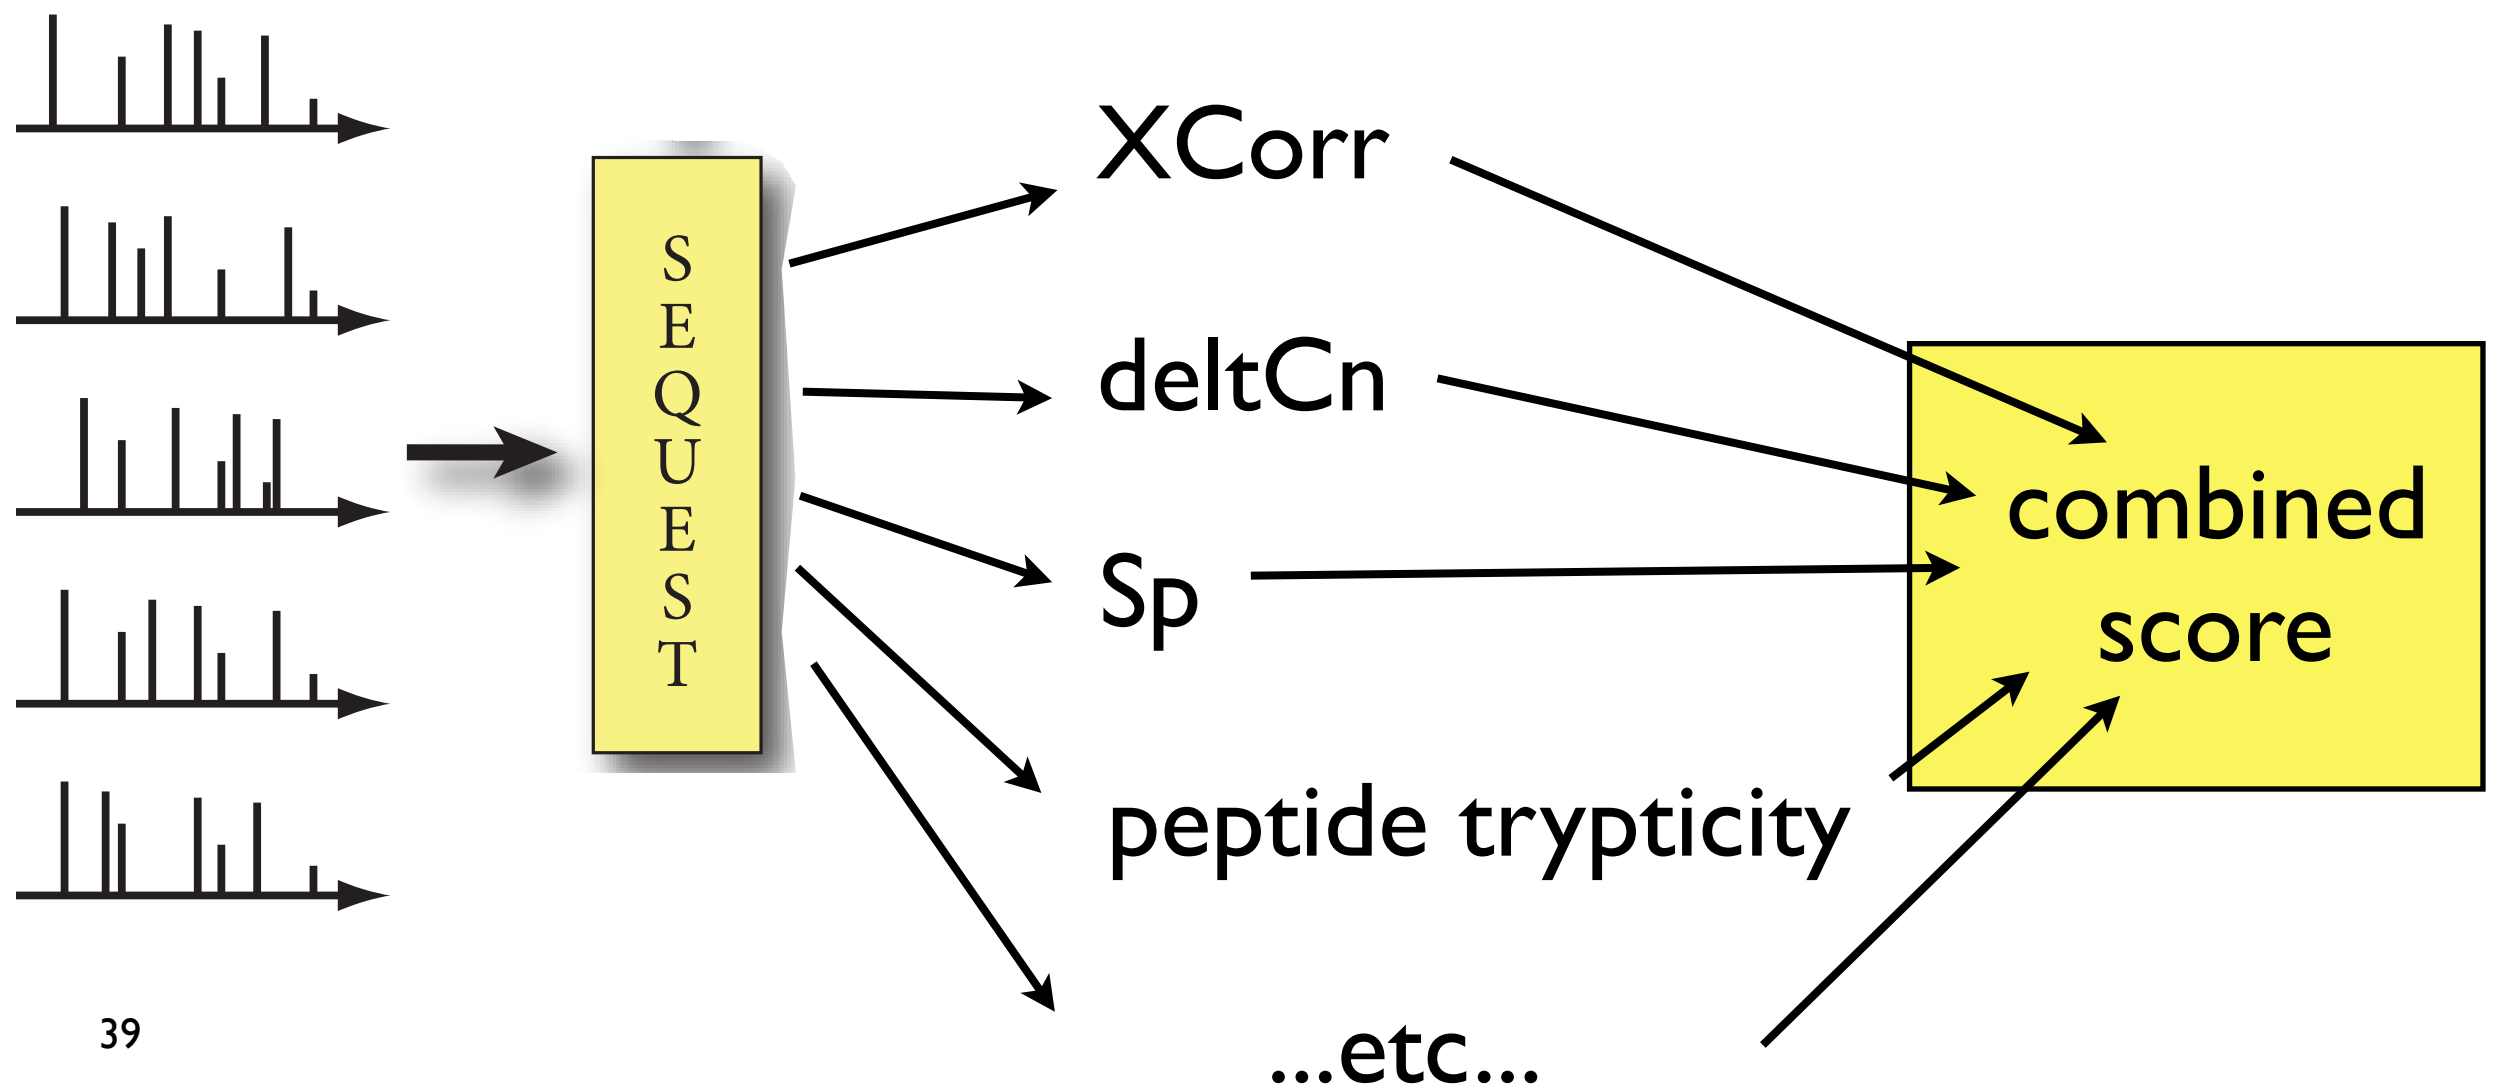 SEQUEST
XCorr
deltCn
Sp
peptide trypticity
...etc...
combined
score
39